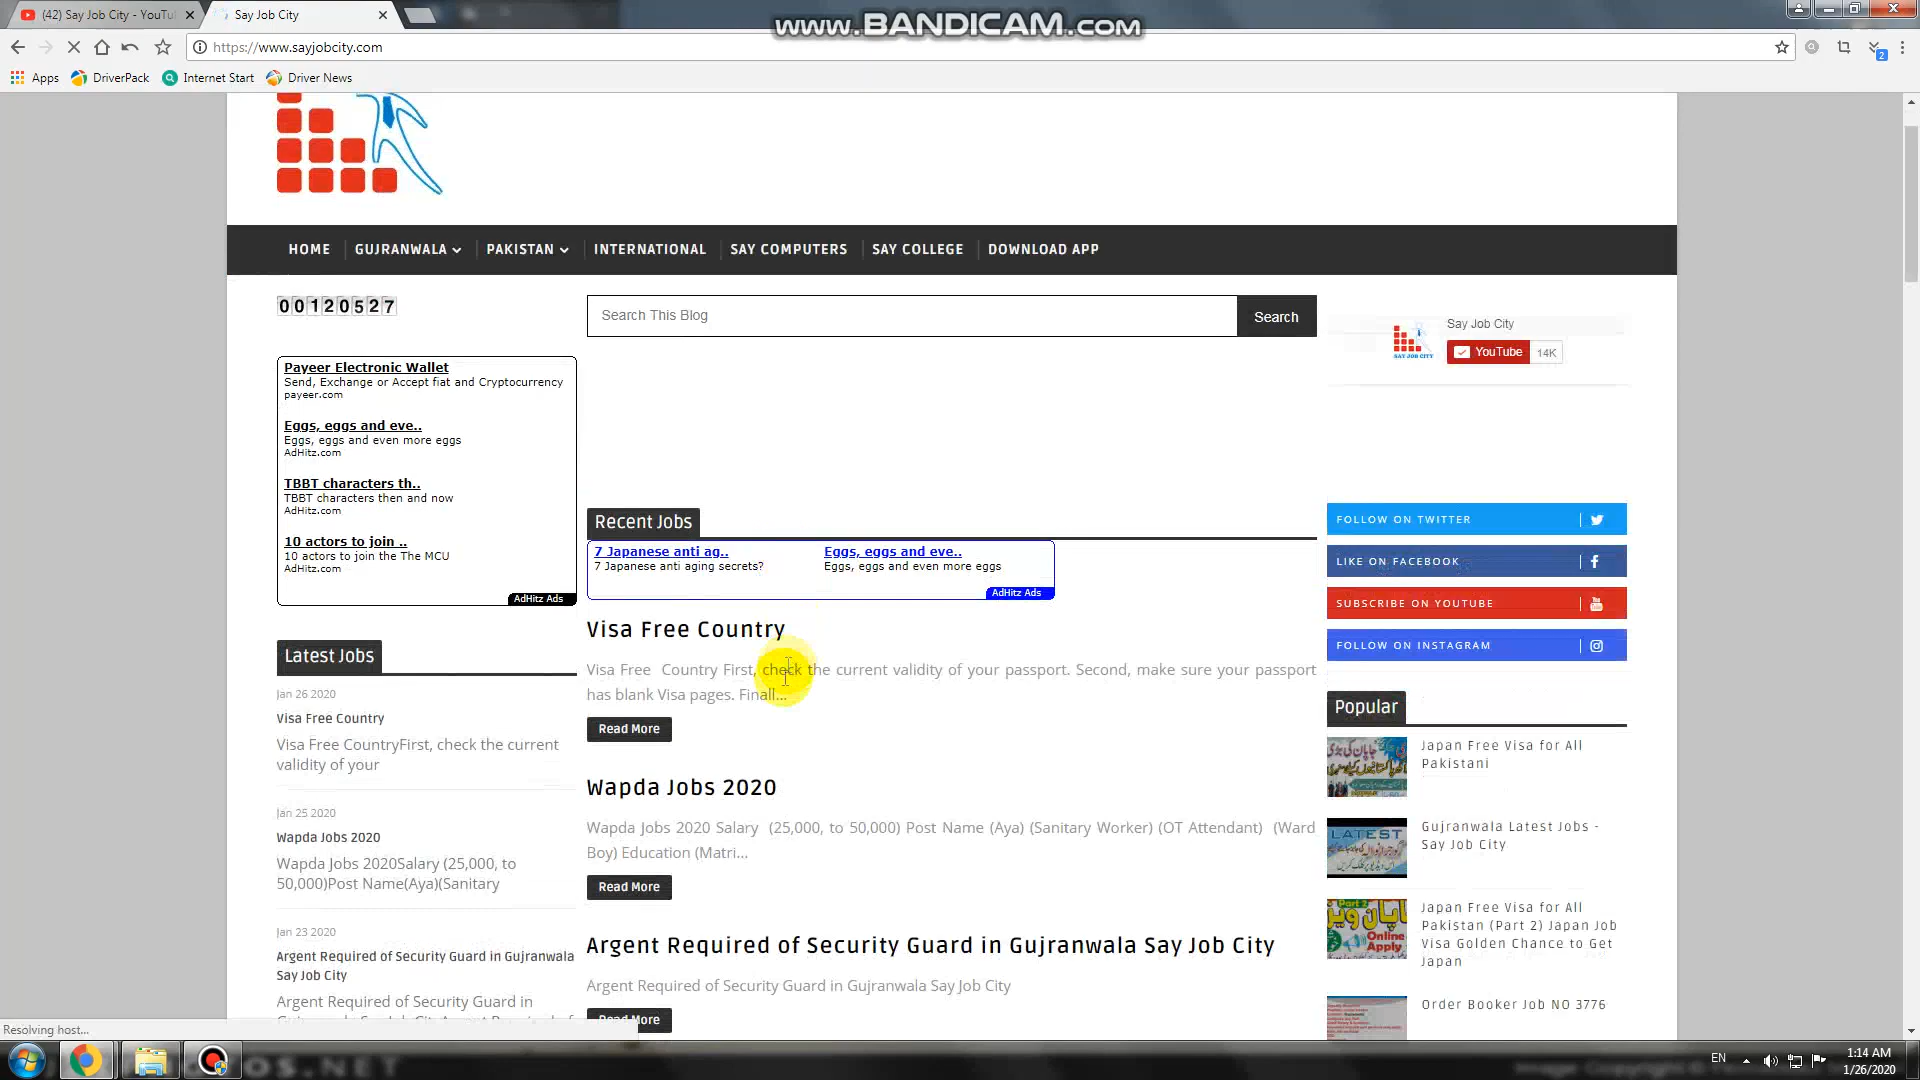 (42) Say Job City - YouTu
Say Job City
www.BANDICAM.com
https://www.sayjobcity.com
2
Apps
DriverPack
Internet Start
Driver News
HOME
GUJRANWALA
PAKISTAN
INTERNATIONAL
SAY COMPUTERS
SAY COLLEGE
DOWNLOAD APP
00120527
Search This Blog
Search
Say Job City
SAY JOB CITY
YouTube
14K
Payeer Electronic Wallet
Send, Exchange or Accept fiat and Cryptocurrency
payeer.com
Eggs, eggs and eve..
Eggs, eggs and even more eggs
AdHitz.com
TBBT characters th..
TBBT characters then and now
AdHitz.com
10 actors to join ..
10 actors to join the The MCU
AdHitz.com
AdHitz Ads
Latest Jobs
Jan 26 2020
Visa Free Country
Visa Free CountryFirst, check the current
validity of your
Jan 25 2020
Wapda Jobs 2020
Wapda Jobs 2020Salary (25,000, to
50,000)Post Name(Aya)(Sanitary
Jan 23 2020
Argent Required of Security Guard in Gujranwala
Say Job City
Argent Required of Security Guard in
Recent Jobs
7 Japanese anti ag..
7 Japanese anti aging secrets?
Eggs, eggs and eve..
Eggs, eggs and even more eggs
AdHitz Ads
Visa Free Country
Visa Free Country First, check the current validity of your passport. Second, make sure your passport
has blank Visa pages. Finall...
Read More
Wapda Jobs 2020
Wapda Jobs 2020 Salary (25,000, to 50,000) Post Name (Aya) (Sanitary Worker) (OT Attendant) (Ward
Boy) Education (Matri...
Read More
Argent Required of Security Guard in Gujranwala Say Job City
Argent Required of Security Guard in Gujranwala Say Job City
Read More
FOLLOW ON TWITTER
LIKE ON FACEBOOK
SUBSCRIBE ON YOUTUBE
FOLLOW ON INSTAGRAM
Popular
Japan Free Visa for All
Pakistani
LATEST
Gujranwala Latest Jobs -
Say Job City
Part 2
Online
Apply
Japan Free Visa for All
Pakistan (Part 2) Japan Job
Visa Golden Chance to Get
Japan
Order Booker Job NO 3776
Resolving host...
EN
1:14 AM
1/26/2020